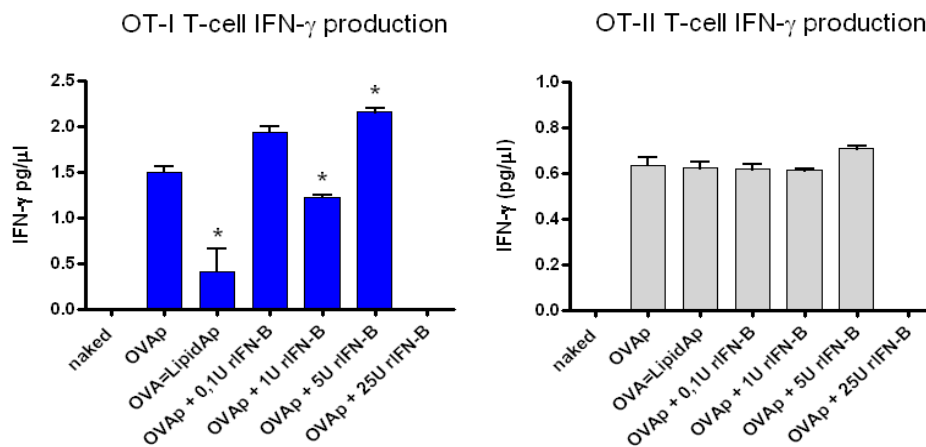 OT-I T-cell IFN-γ production
IFN-γ pg/μl
2.5
2.0
1.5
1.0
0.5
0.0
*
*
*
naked
OVAp
OVA=LipidAp
OVAp + 0,1U rIFN-B
OVAp + 1U rIFN-B
OVAp + 5U rIFN-B
OVAp + 25U rIFN-B
OT-II T-cell IFN-γ production
IFN-γ (pg/μl)
1.0
0.8
0.6
0.4
0.2
0.0
naked
OVAp
OVA=LipidAp
OVAp + 0,1U rIFN-B
OVAp + 1U rIFN-B
OVAp + 5U rIFN-B
OVAp + 25U rIFN-B